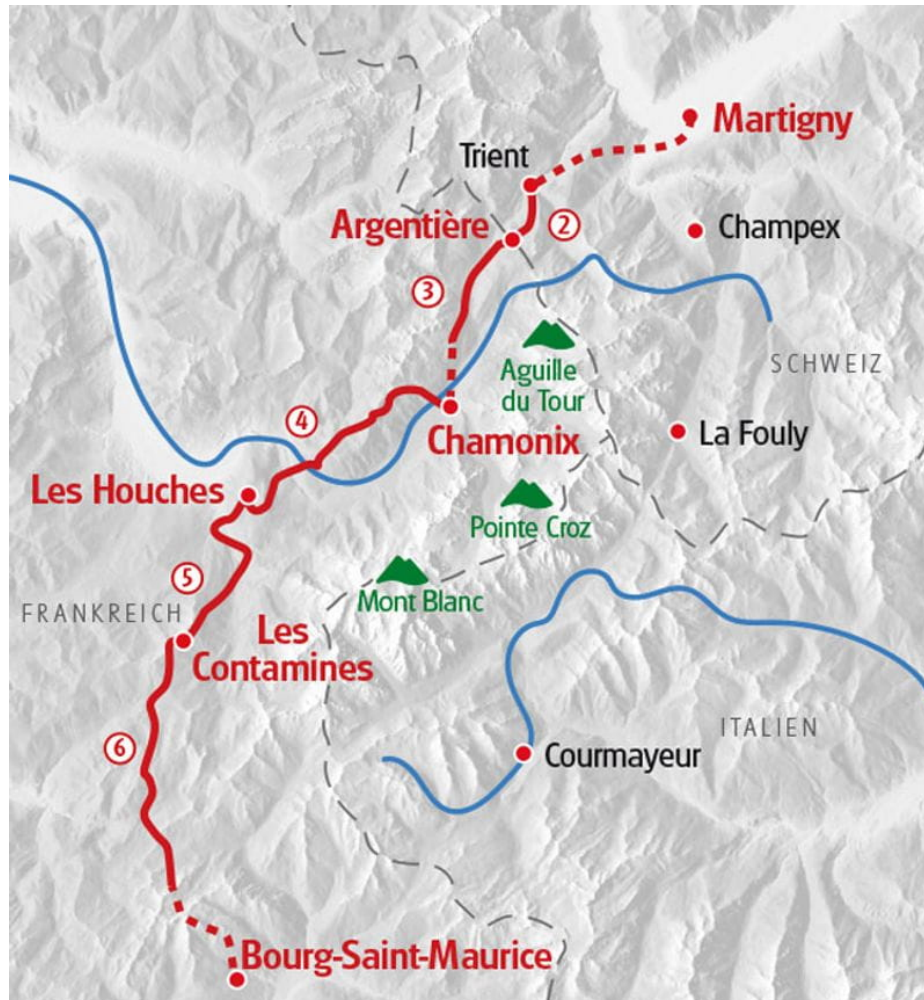 Martigny
Trient
Argentière
②
Champex
③
SCHWEIZ
Aguille
du Tour
④
Chamonix
La Fouly
Les Houches
Pointe Croz
⑤
Mont Blanc
FRANKREICH
Les
Contamines
ITALIEN
⑥
Courmayeur
Bourg-Saint-Maurice